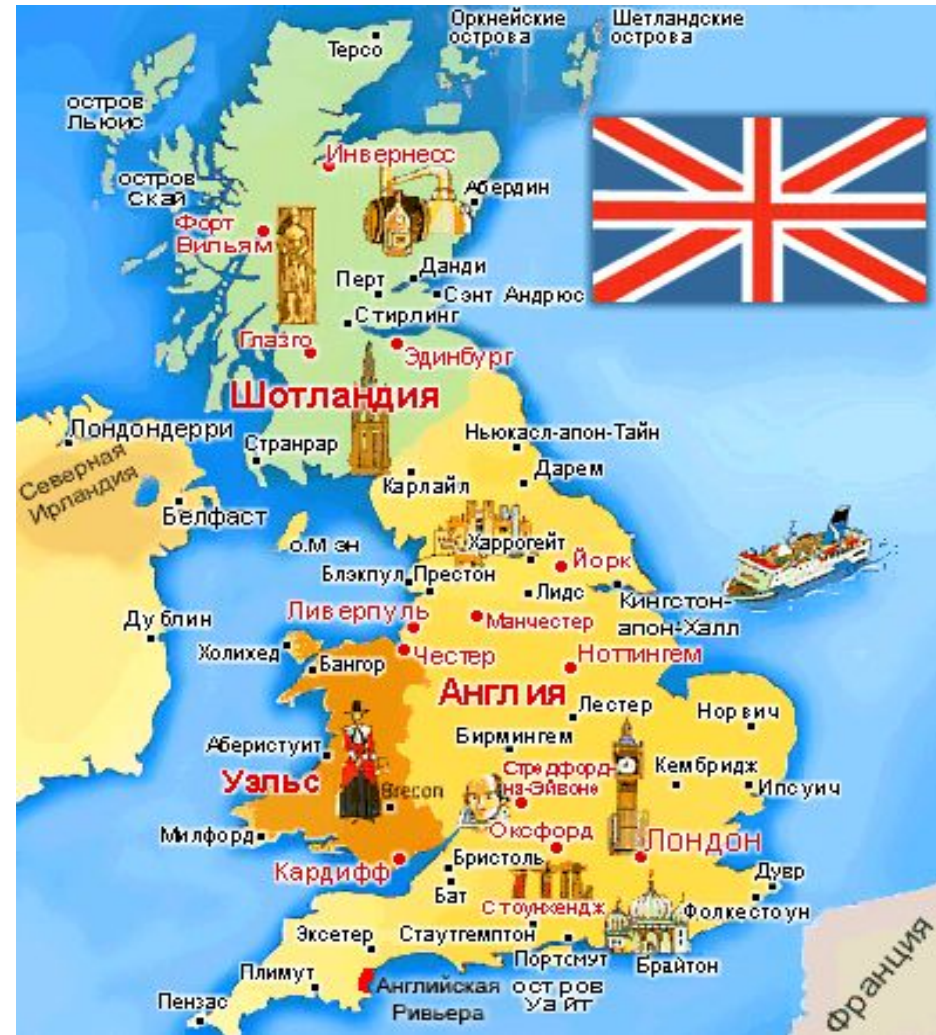 Оркнейские
острова
Шетландские
острова
Терсо
остров
Льюис
остров
Скай
Инвернесс
Абердин
Форт
Вильям
Данди
Перт
Сэнт Андрюс
Стирлинг
Глазго
Эдинбург
Шотландия
Лондондерри
Странрар
Ньюкасл-апон-Тайн
Дарем
Карлайл
Северная
Ирландия
Белфаст
о.Мэн
Харрогейт
Йорк
Блэкпул
Престон
Лидс
Кингстон-
апон-Халл
Дублин
Ливерпуль
Манчестер
Холихед
Честер
Ноттингем
Бангор
Англия
Лестер
Норвич
Аберистуит
Бирмингем
Уэльс
Стредфорд-
на-Эйвоне
Кембридж
Ипсуич
Brecon
Милфорд
Оксфорд
Лондон
Кардифф
Бристоль
Дувр
Бат
Стоунхендж
Фолкестоун
Эксетер
Стаутгемптон
Портсмут
Брайтон
Плимут
Английская
Ривьера
остров
Уайт
Пензас
Франция